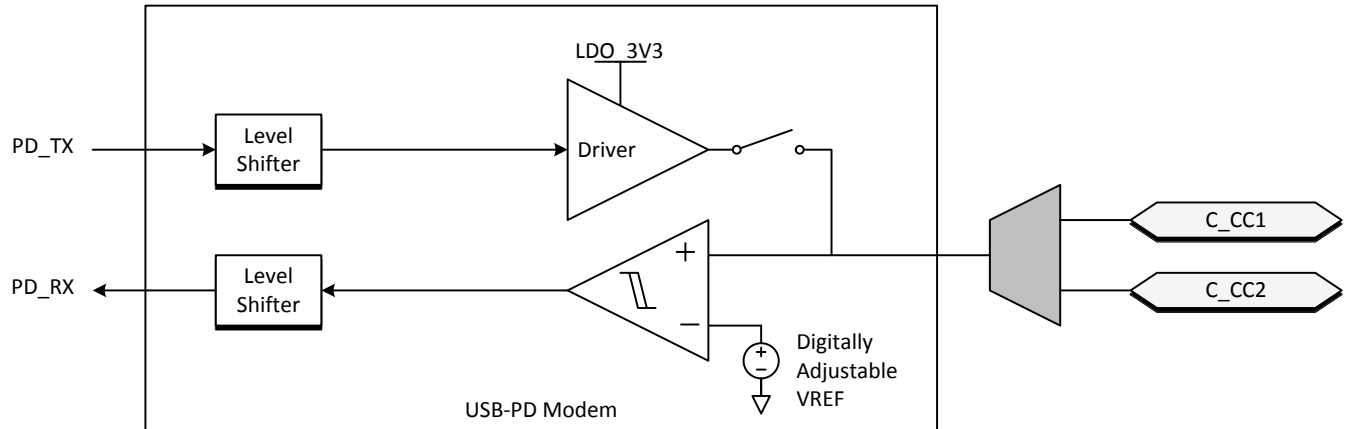 LDO_3V3
PD_TX
Level
Shifter
Driver
C_CC1
PD_RX
Level
Shifter
+
−
C_CC2
+
−
Digitally
Adjustable
VREF
USB-PD Modem